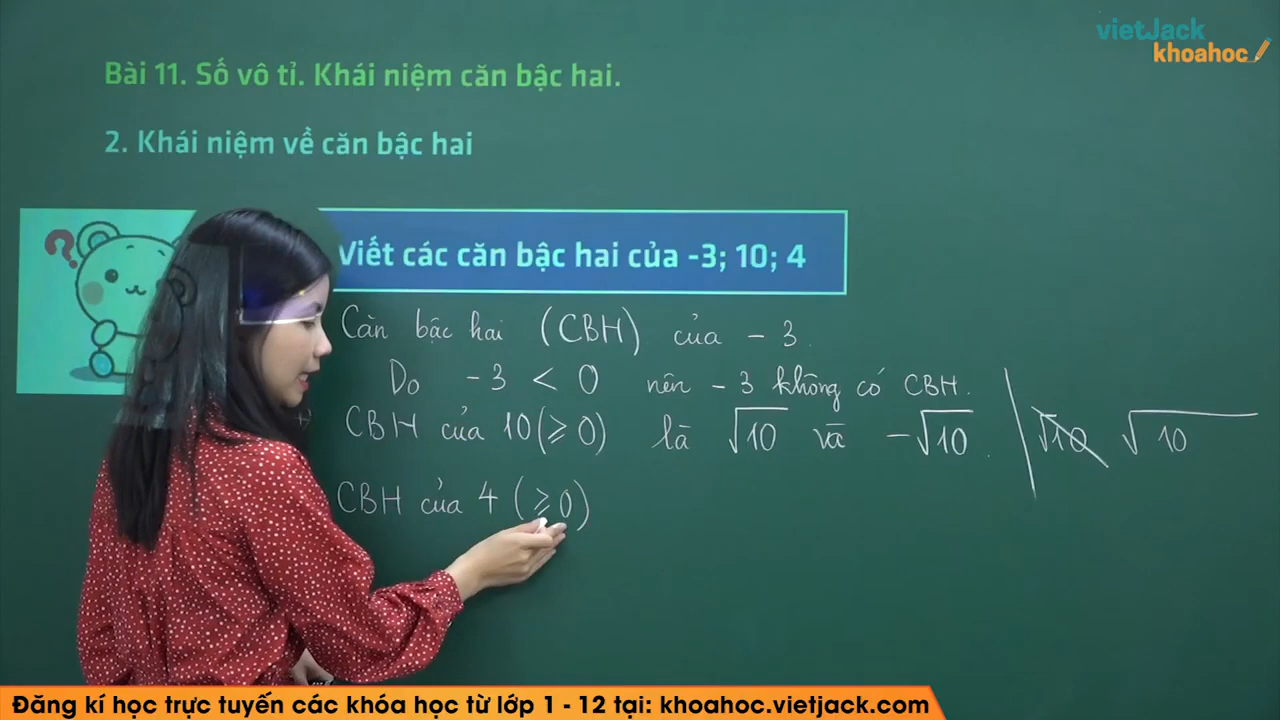 vietJack
khoahoc
Bài 11. Số vô tỉ. Khái niệm căn bậc hai.
2. Khái niệm về căn bậc hai
?
Viết các căn bậc hai của -3; 10; 4
Căn bậc hai (CBH) của - 3.
Do -3 < 0 nên - 3 không có CBH.
CBH của 10 (≥ 0) là √10 và -√10. √10 √10
CBH của 4 (≥ 0)
Đăng kí học trực tuyến các khóa học từ lớp 1 - 12 tại: khoahoc.vietjack.com